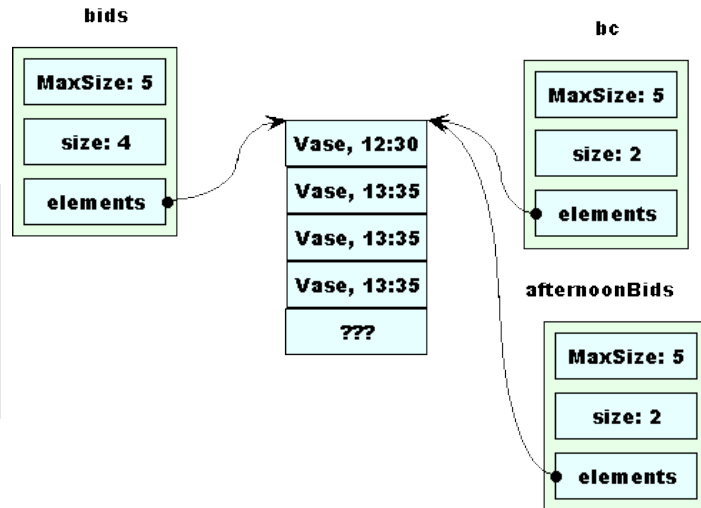 bids
MaxSize: 5
size: 4
elements
Vase, 12:30
Vase, 13:35
Vase, 13:35
Vase, 13:35
???
bc
MaxSize: 5
size: 2
elements
afternoonBids
MaxSize: 5
size: 2
elements